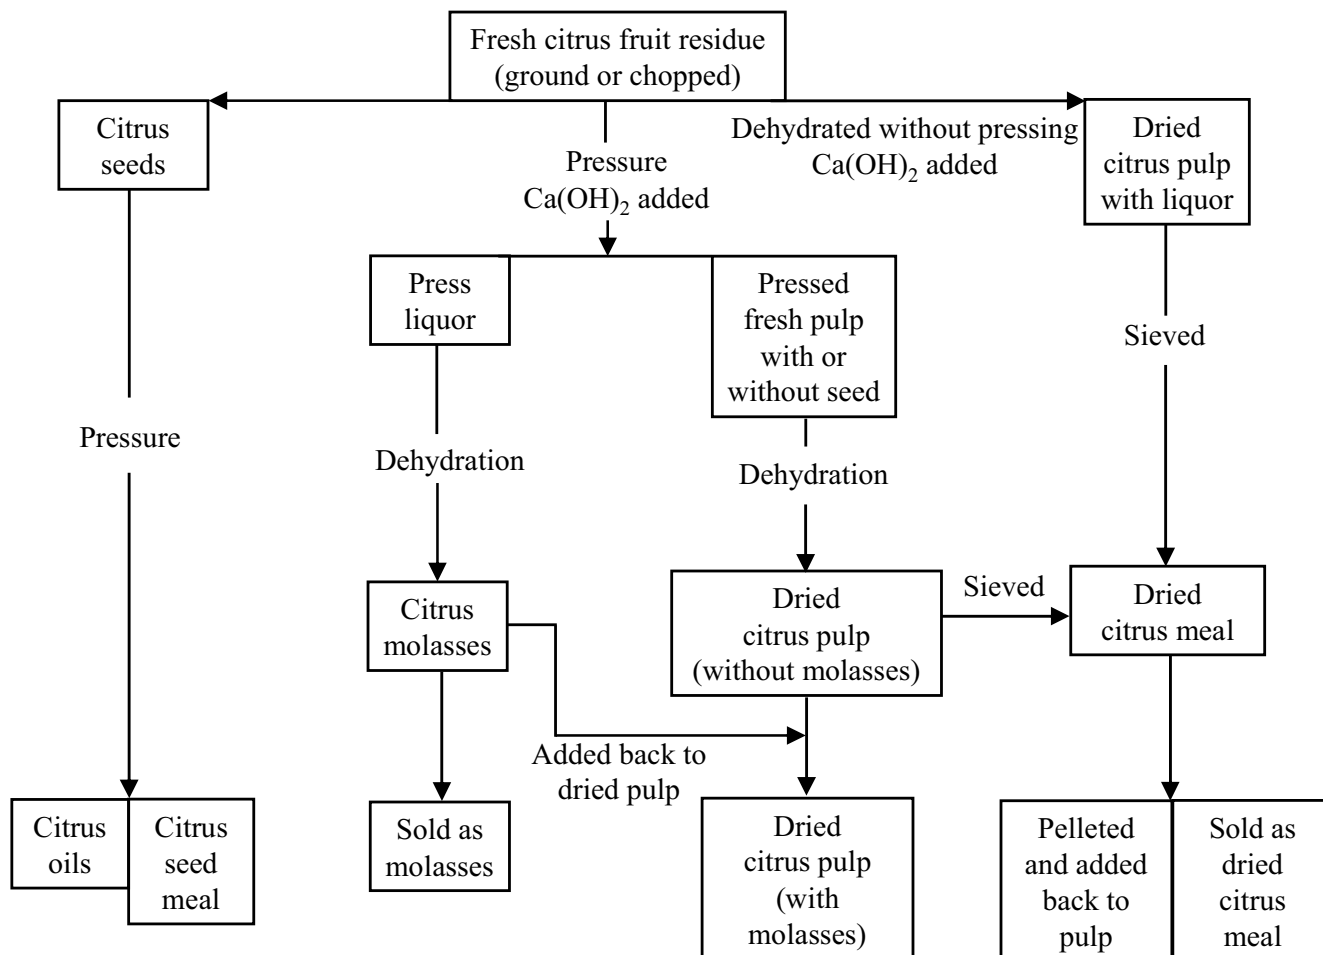 Fresh citrus fruit residue
(ground or chopped)
Citrus
seeds
Pressure
Ca(OH)₂ added
Dehydrated without pressing
Ca(OH)₂ added
Dried
citrus pulp
with liquor
Press
liquor
Pressed
fresh pulp
with or
without seed
Sieved
Pressure
Dehydration
Dehydration
Citrus
molasses
Dried
citrus pulp
(without molasses)
Sieved
Dried
citrus meal
Added back to
dried pulp
Citrus
oils
Citrus
seed
meal
Sold as
molasses
Dried
citrus pulp
(with
molasses)
Pelleted
and added
back to
pulp
Sold as
dried
citrus
meal